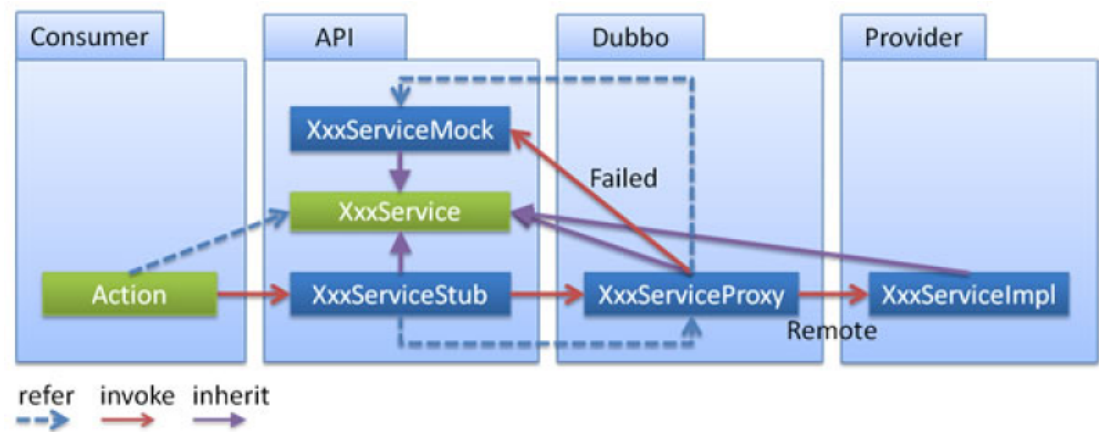 Consumer
API
Dubbo
Provider
XxxServiceMock
Failed
XxxService
Action
XxxServiceStub
XxxServiceProxy
XxxServiceImpl
Remote
refer
invoke
inherit